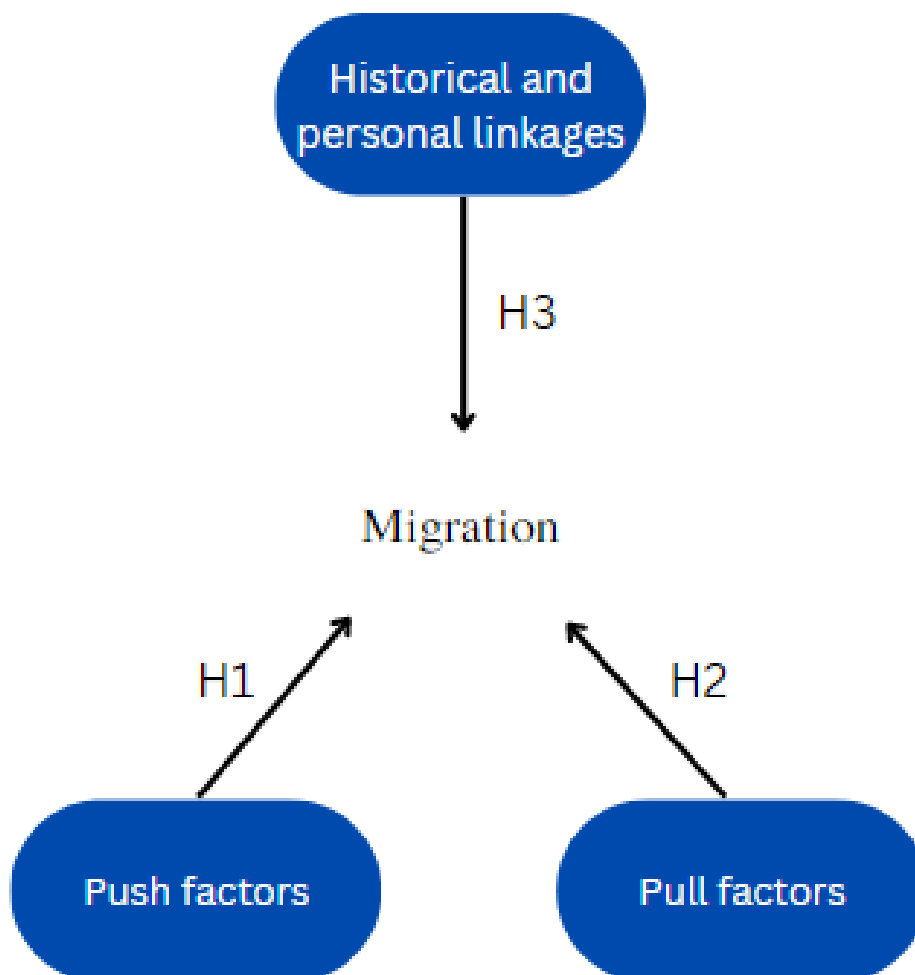 Historical and
personal linkages
H3
Migration
H1
H2
Push factors
Pull factors